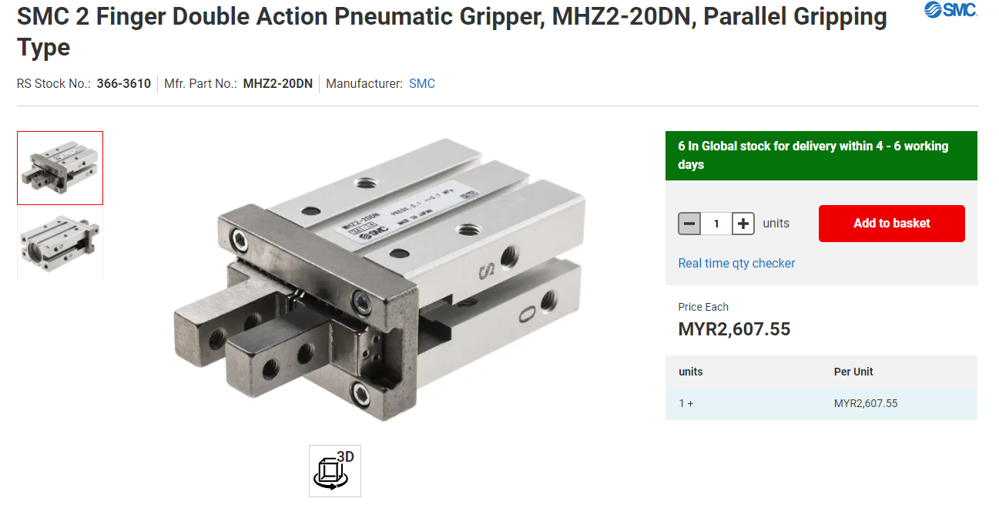 SMC 2 Finger Double Action Pneumatic Gripper, MHZ2-20DN, Parallel Gripping
Type
SMC.
RS Stock No.: 366-3610 Mfr. Part No.: MHZ2-20DN Manufacturer: SMC
6 In Global stock for delivery within 4 - 6 working
days
1 units
Add to basket
Real time qty checker
Price Each
MYR2,607.55
units Per Unit
1 + MYR2,607.55
MHZ2-20DN PRESS. 0.1 ~0.7 MPa
SMC MADE IN JAPAN
S
O
3D